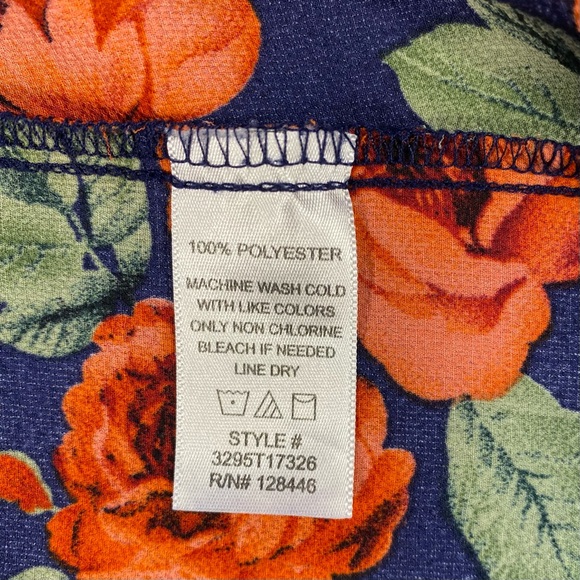 100% POLYESTER
MACHINE WASH COLD
WITH LIKE COLORS
ONLY NON CHLORINE
BLEACH IF NEEDED
LINE DRY
STYLE #
3295T17326
R/N# 128446